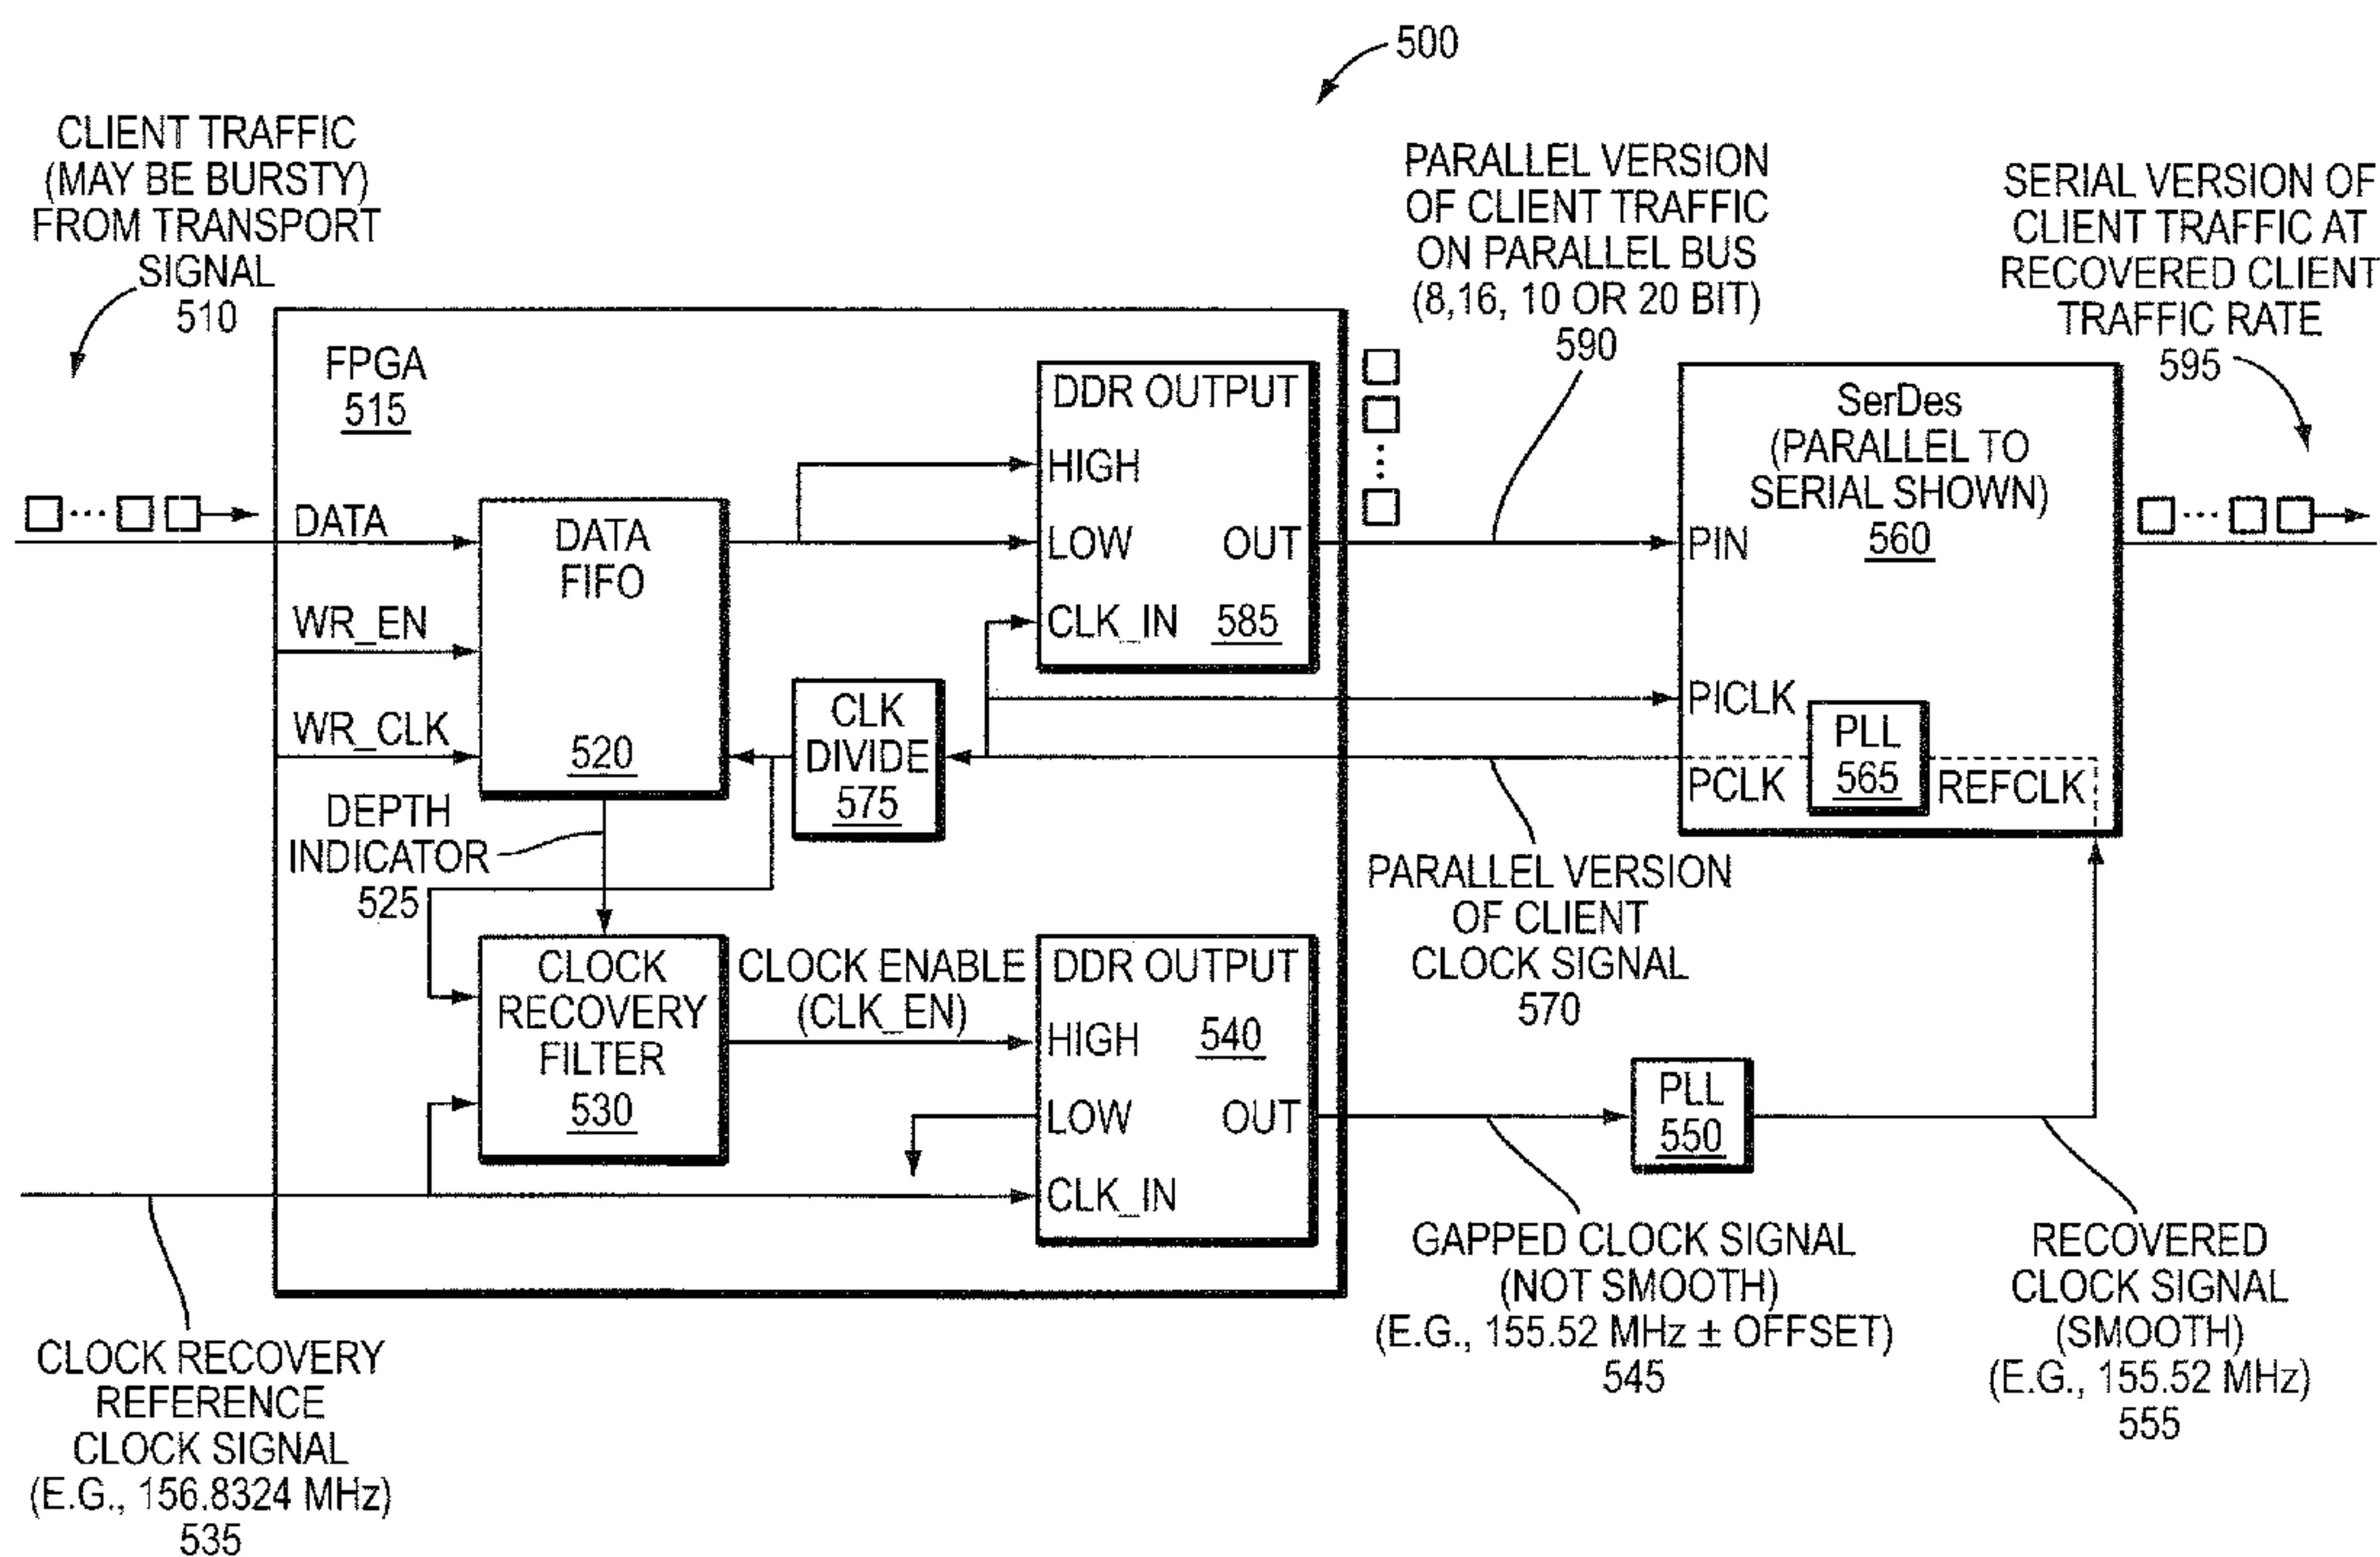 500
CLIENT TRAFFIC
(MAY BE BURSTY)
FROM TRANSPORT
SIGNAL
510
PARALLEL VERSION
OF CLIENT TRAFFIC
ON PARALLEL BUS
(8,16, 10 OR 20 BIT)
590
SERIAL VERSION OF
CLIENT TRAFFIC AT
RECOVERED CLIENT
TRAFFIC RATE
595
FPGA
515
DATA
WR_EN
WR_CLK
DATA
FIFO
520
DDR OUTPUT
HIGH
LOW
OUT
CLK_IN
585
SerDes
(PARALLEL TO
SERIAL SHOWN)
560
PIN
PICLK
PCLK
PLL
565
REFCLK
CLK
DIVIDE
575
DEPTH
INDICATOR
525
PARALLEL VERSION
OF CLIENT
CLOCK SIGNAL
570
CLOCK
RECOVERY
FILTER
530
CLOCK ENABLE
(CLK_EN)
DDR OUTPUT
540
HIGH
LOW
OUT
CLK_IN
PLL
550
GAPPED CLOCK SIGNAL
(NOT SMOOTH)
(E.G., 155.52 MHz ± OFFSET)
545
RECOVERED
CLOCK SIGNAL
(SMOOTH)
(E.G., 155.52 MHz)
555
CLOCK RECOVERY
REFERENCE
CLOCK SIGNAL
(E.G., 156.8324 MHz)
535